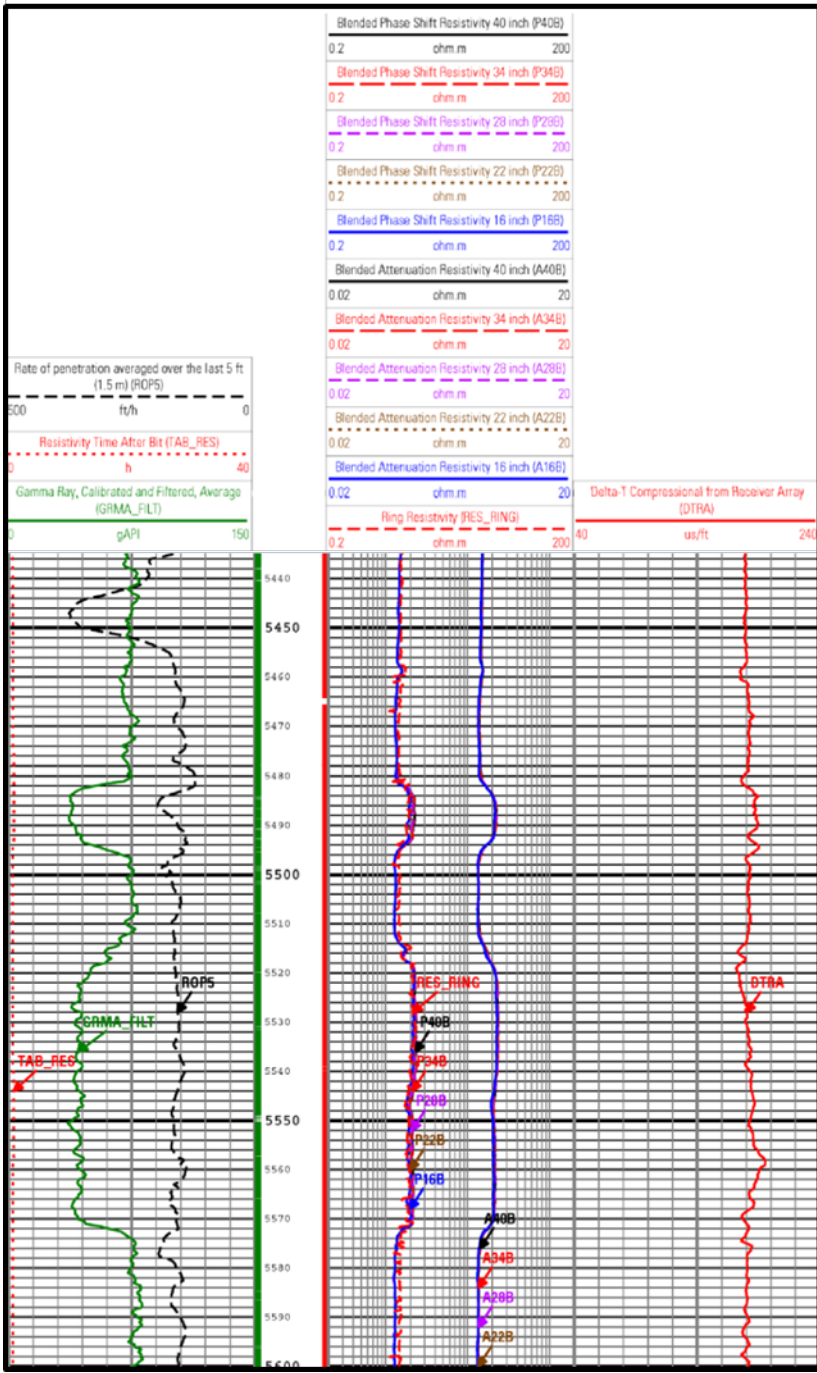 Blended Phase Shift Resistivity 40 inch (P40B)
0.2 ohm.m 200
Blended Phase Shift Resistivity 34 inch (P34B)
0.2 ohm.m 200
Blended Phase Shift Resistivity 28 inch (P28B)
0.2 ohm.m 200
Blended Phase Shift Resistivity 22 inch (P22B)
0.2 ohm.m 200
Blended Phase Shift Resistivity 16 inch (P16B)
0.2 ohm.m 200
Blended Attenuation Resistivity 40 inch (A40B)
0.02 ohm.m 20
Blended Attenuation Resistivity 34 inch (A34B)
0.02 ohm.m 20
Blended Attenuation Resistivity 28 inch (A28B)
0.02 ohm.m 20
Blended Attenuation Resistivity 22 inch (A22B)
0.02 ohm.m 20
Blended Attenuation Resistivity 16 inch (A16B)
0.02 ohm.m 20
Ring Resistivity (RES_RING)
0.2 ohm.m 200
Rate of penetration averaged over the last 5 ft
(1.5 m) (ROP5)
500 ft/h 0
Resistivity Time After Bit (TAB_RES)
0 h 40
Gamma Ray, Calibrated and Filtered, Average
(GRMA_FILT)
0 gAPI 150
Delta-T Compressional from Receiver Array
(DTRA)
40 us/ft 240
5440
5450
5460
5470
5480
5490
5500
5510
5520
ROP5
RES_RING
DTRA
GRMA_FILT
5530
P40B
TAB_RES
5540
P34B
P28B
5550
P22B
5560
P16B
5570
A40B
A34B
5580
A28B
5590
A22B
5600